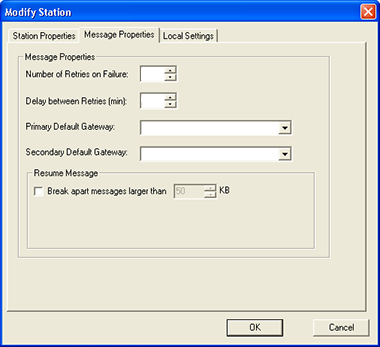 Modify Station
Station Properties Message Properties Local Settings
Message Properties
Number of Retries on Failure:
Delay between Retries (min):
Primary Default Gateway:
Secondary Default Gateway:
Resume Message
Break apart messages larger than 50 KB
OK Cancel